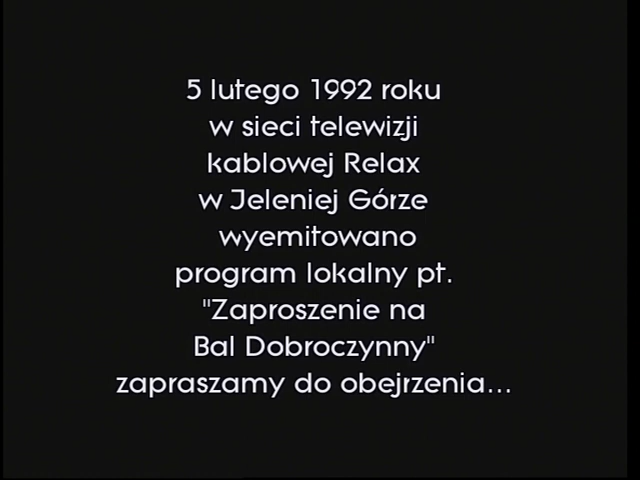 5 lutego 1992 roku
w sieci telewizji
kablowej Relax
w Jeleniej Górze
wyemitowano
program lokalny pt.
"Zaproszenie na
Bal Dobroczynny"
zapraszamy do obejrzenia...